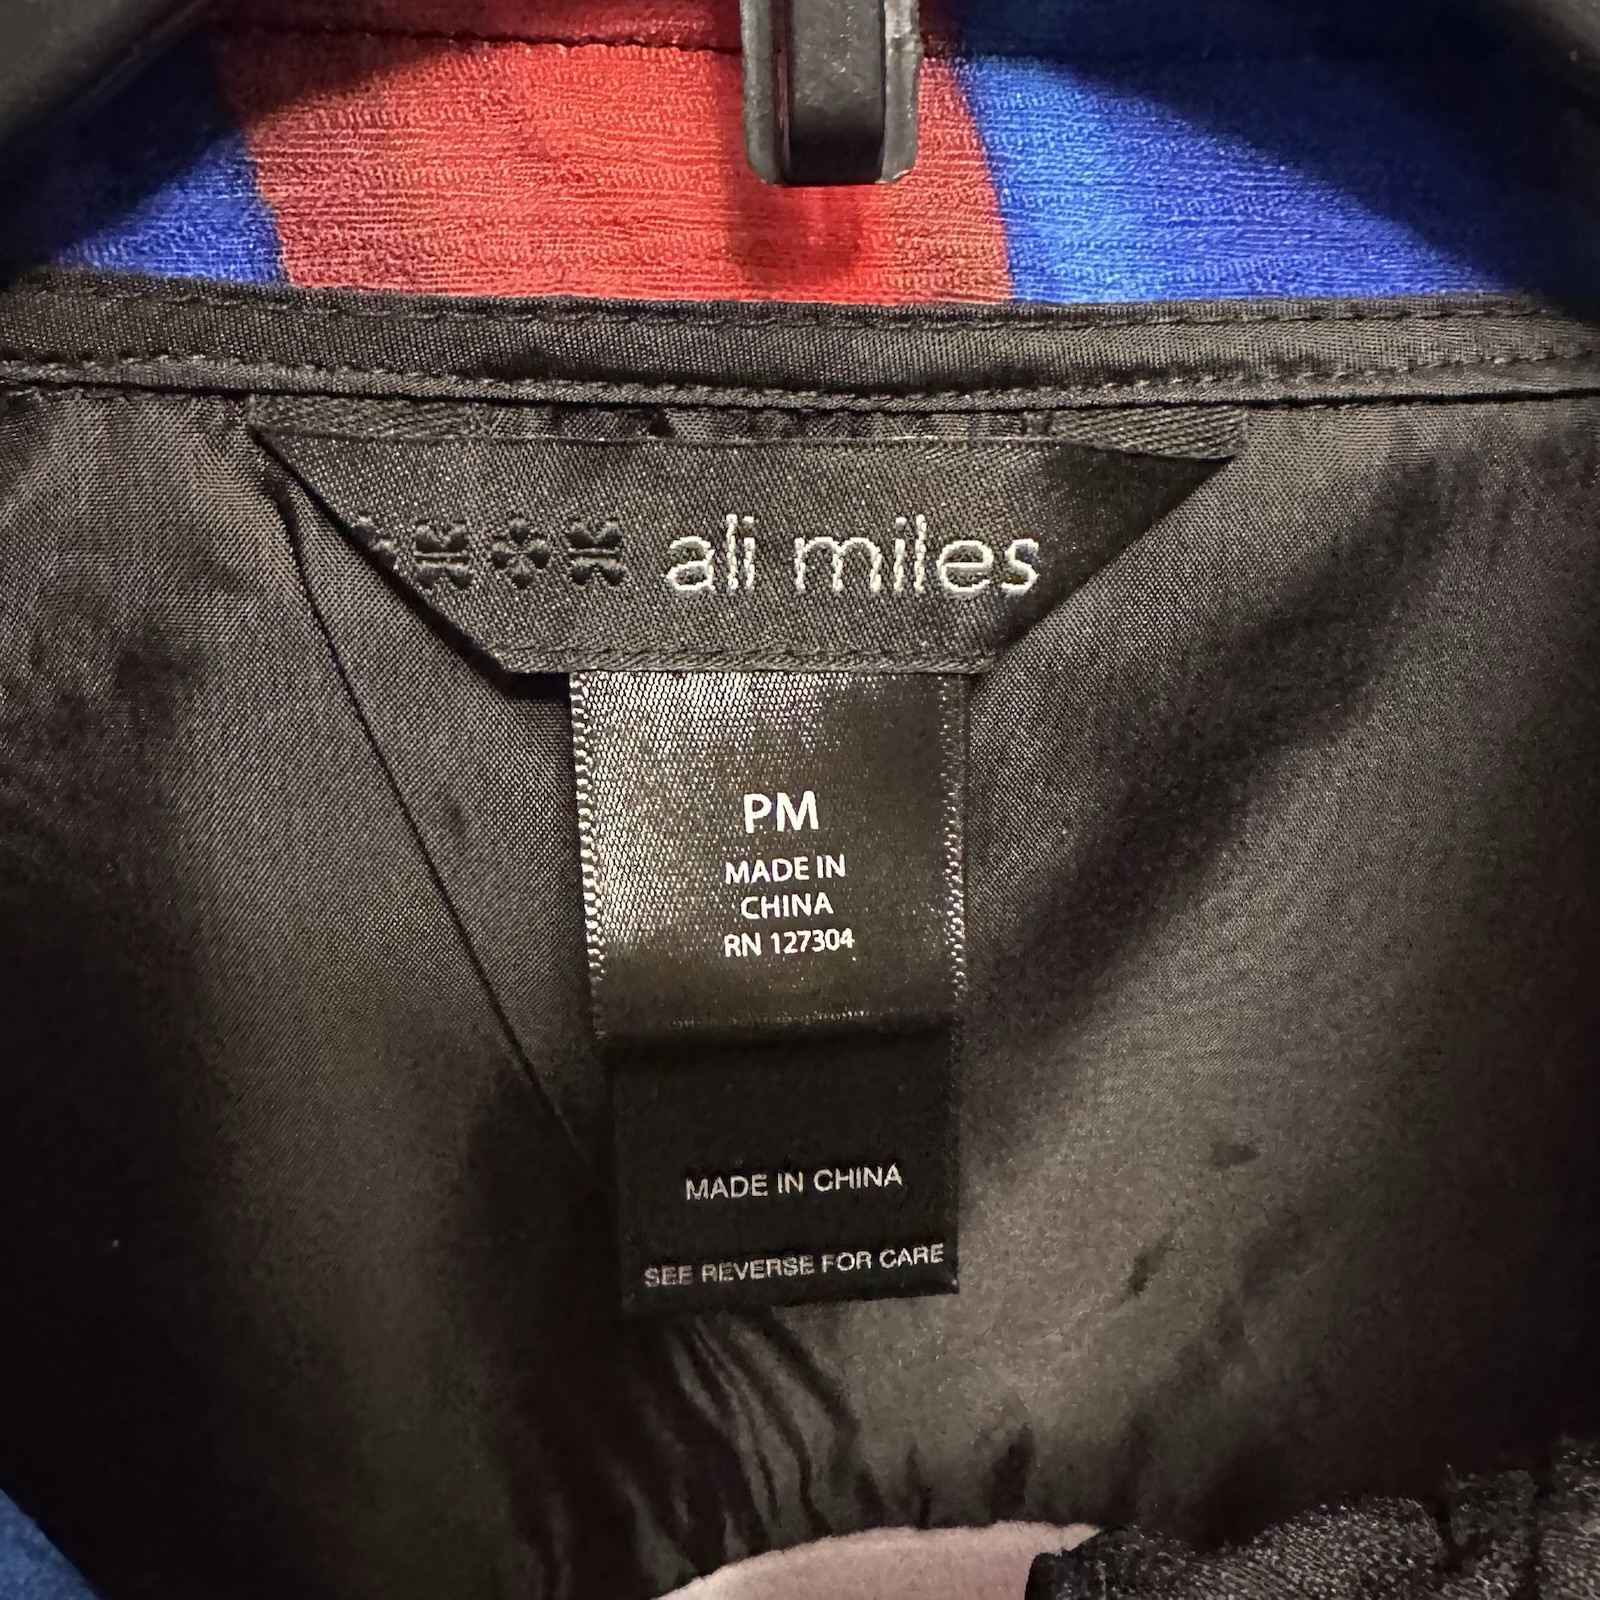 ali miles
PM
MADE IN
CHINA
RN 127304
MADE IN CHINA
SEE REVERSE FOR CARE